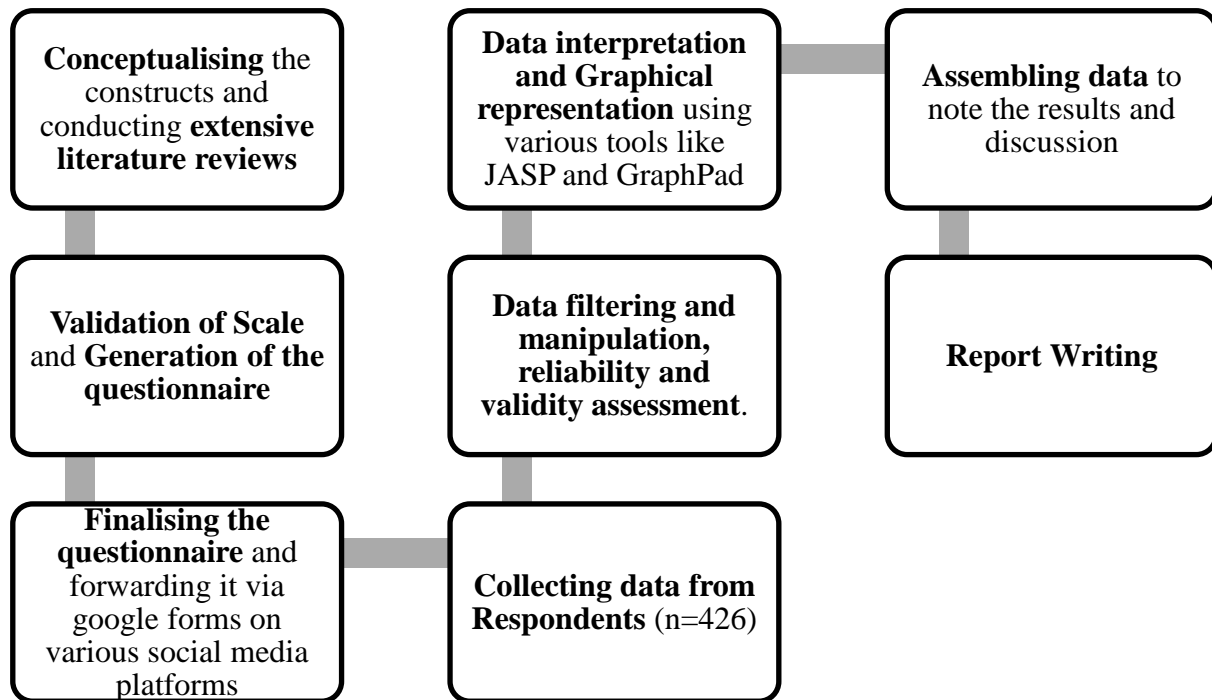 Conceptualising the
constructs and
conducting extensive
literature reviews
Validation of Scale
and Generation of the
questionnaire
Finalising the
questionnaire and
forwarding it via
google forms on
various social media
platforms
Collecting data from
Respondents (n=426)
Data filtering and
manipulation,
reliability and
validity assessment.
Data interpretation
and Graphical
representation using
various tools like
JASP and GraphPad
Assembling data to
note the results and
discussion
Report Writing